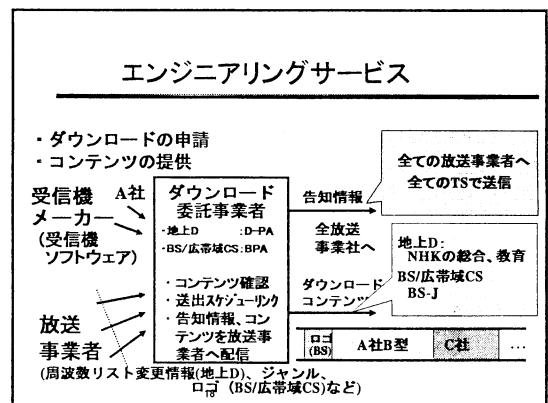 エンジニアリングサービス
・ダウンロードの申請
・コンテンツの提供
受信機
メーカー
(受信機
ソフトウェア)
A社
ダウンロード
委託事業者
・地上D :D-PA
・BS/広帯域CS:BPA
・コンテンツ確認
・送出スケジューリング
・告知情報、コン
テンツを放送事
業者へ配信
告知情報
全放送
事業社へ
ダウンロード
コンテンツ
全ての放送事業者へ
全てのTSで送信
地上D:
NHKの総合、教育
BS/広帯域CS
BS-J
放送
事業者
ロゴ
(BS)
A社B型
C社
…
(周波数リスト変更情報(地上D)、ジャンル、
ロゴ (BS/広帯域CS)など)
18